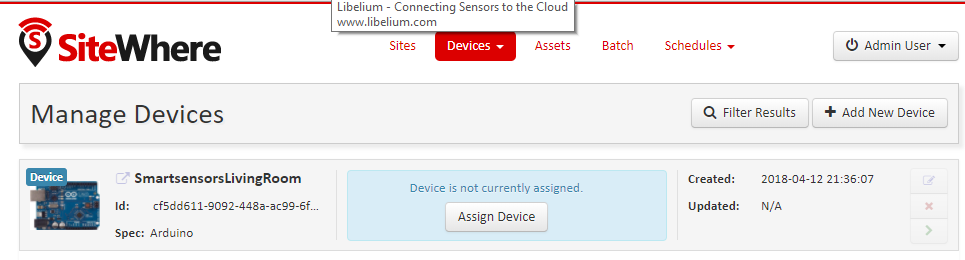 Libelium - Connecting Sensors to the Cloud
www.libelium.com
S SiteWhere
Sites Devices Assets Batch Schedules Admin User
Manage Devices Filter Results + Add New Device
Device SmartsensorsLivingRoom
Id: cf5dd611-9092-448a-ac99-6f...
Spec: Arduino
Device is not currently assigned.
Assign Device
Created: 2018-04-12 21:36:07
Updated: N/A